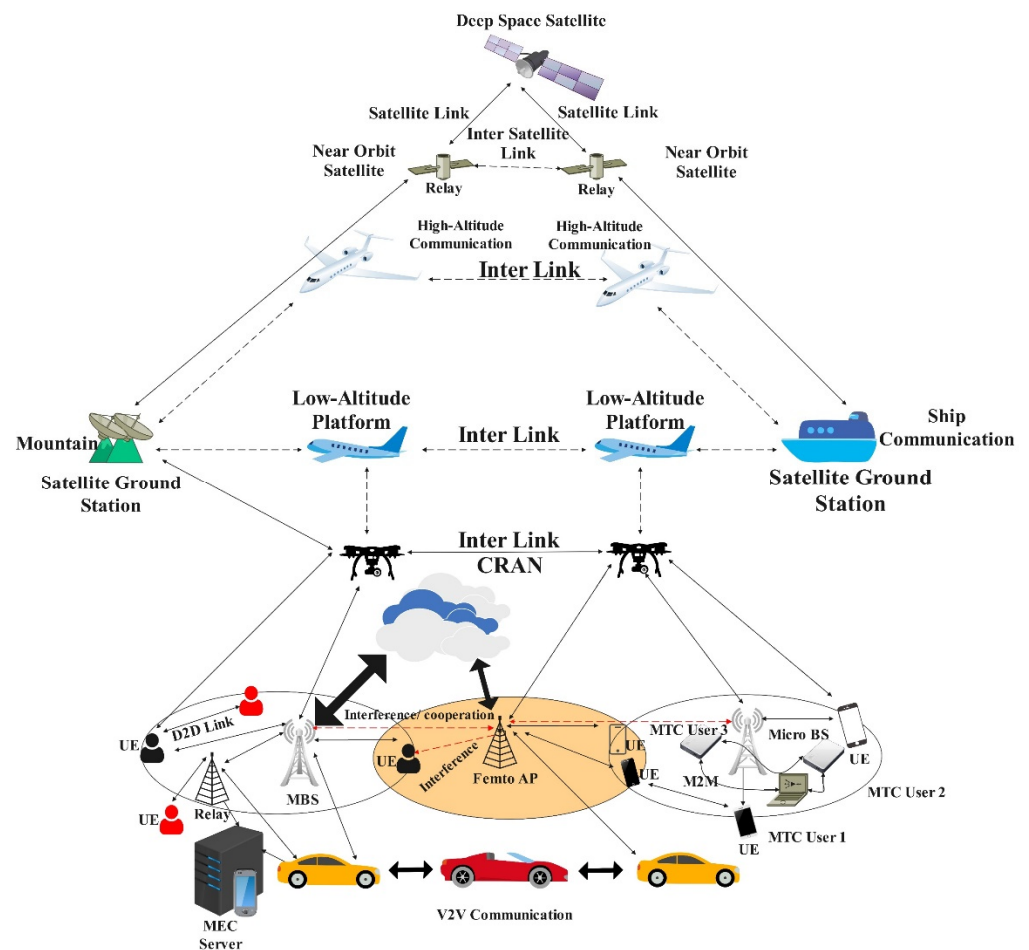 Deep Space Satellite
Satellite Link
Satellite Link
Inter Satellite
Link
Near Orbit
Satellite
Near Orbit
Satellite
Relay
Relay
High-Altitude
Communication
High-Altitude
Communication
Inter Link
Low-Altitude
Platform
Low-Altitude
Platform
Mountain
Inter Link
Ship
Communication
Satellite Ground
Station
Satellite Ground
Station
Inter Link
CRAN
D2D Link
Interference/ cooperation
UE
UE
Interference
MTC User 3
Micro BS
UE
UE
M2M
Femto AP
MBS
MTC User 2
Relay
UE
UE
MTC User 1
V2V Communication
MEC
Server